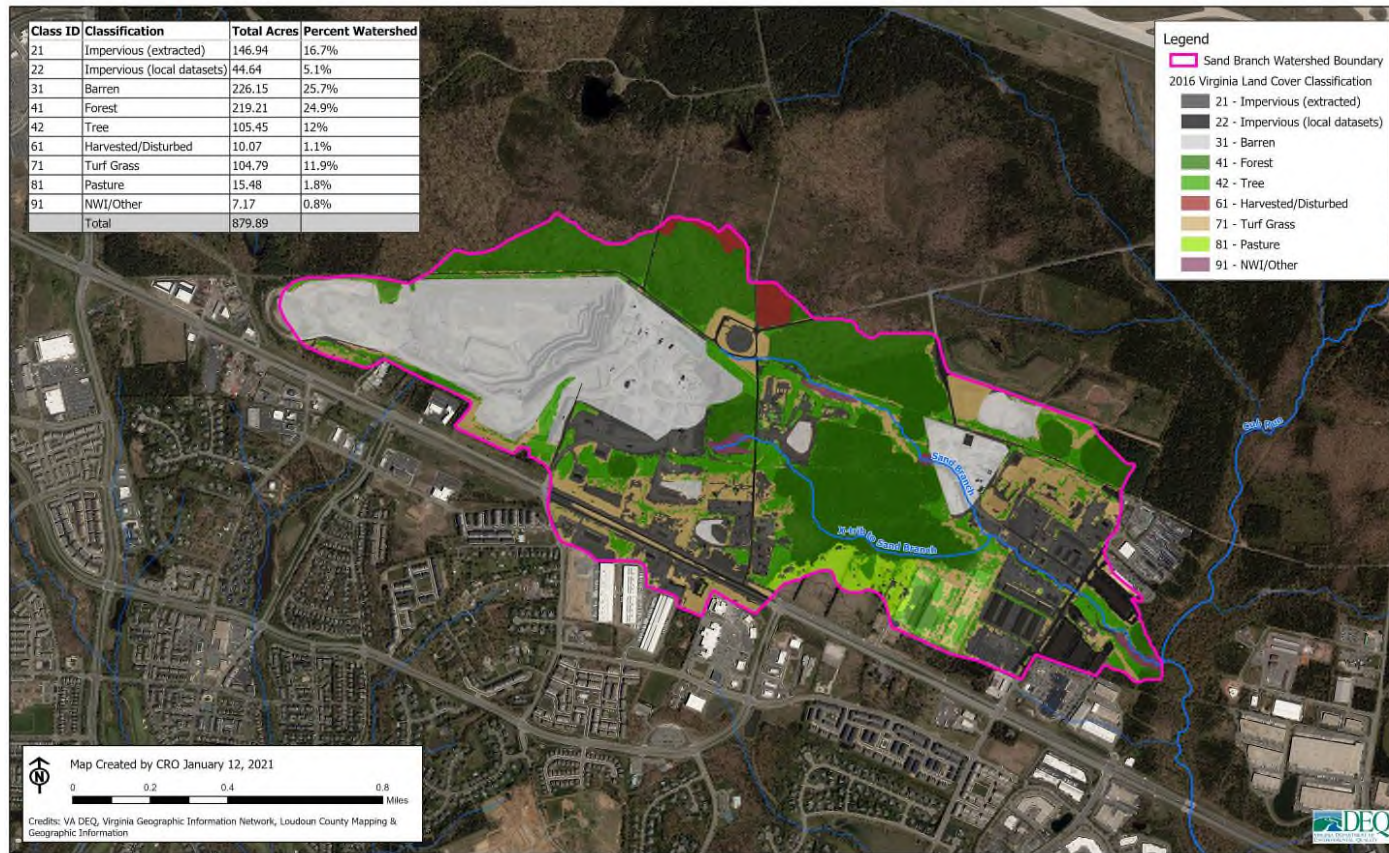 Class ID Classification Total Acres Percent Watershed
21 Impervious (extracted) 146.94 16.7%
22 Impervious (local datasets) 44.64 5.1%
31 Barren 226.15 25.7%
41 Forest 219.21 24.9%
42 Tree 105.45 12%
61 Harvested/Disturbed 10.07 1.1%
71 Turf Grass 104.79 11.9%
81 Pasture 15.48 1.8%
91 NWI/Other 7.17 0.8%
Total 879.89
Legend
Sand Branch Watershed Boundary
2016 Virginia Land Cover Classification
21 - Impervious (extracted)
22 - Impervious (local datasets)
31 - Barren
41 - Forest
42 - Tree
61 - Harvested/Disturbed
71 - Turf Grass
81 - Pasture
91 - NWI/Other
Cub Run
Sand Branch
X-trib to Sand Branch
N
Map Created by CRO January 12, 2021
0 0.2 0.4 0.8
Miles
Credits: VA DEQ, Virginia Geographic Information Network, Loudoun County Mapping &
Geographic Information
DEQ
VIRGINIA DEPARTMENT OF
ENVIRONMENTAL QUALITY